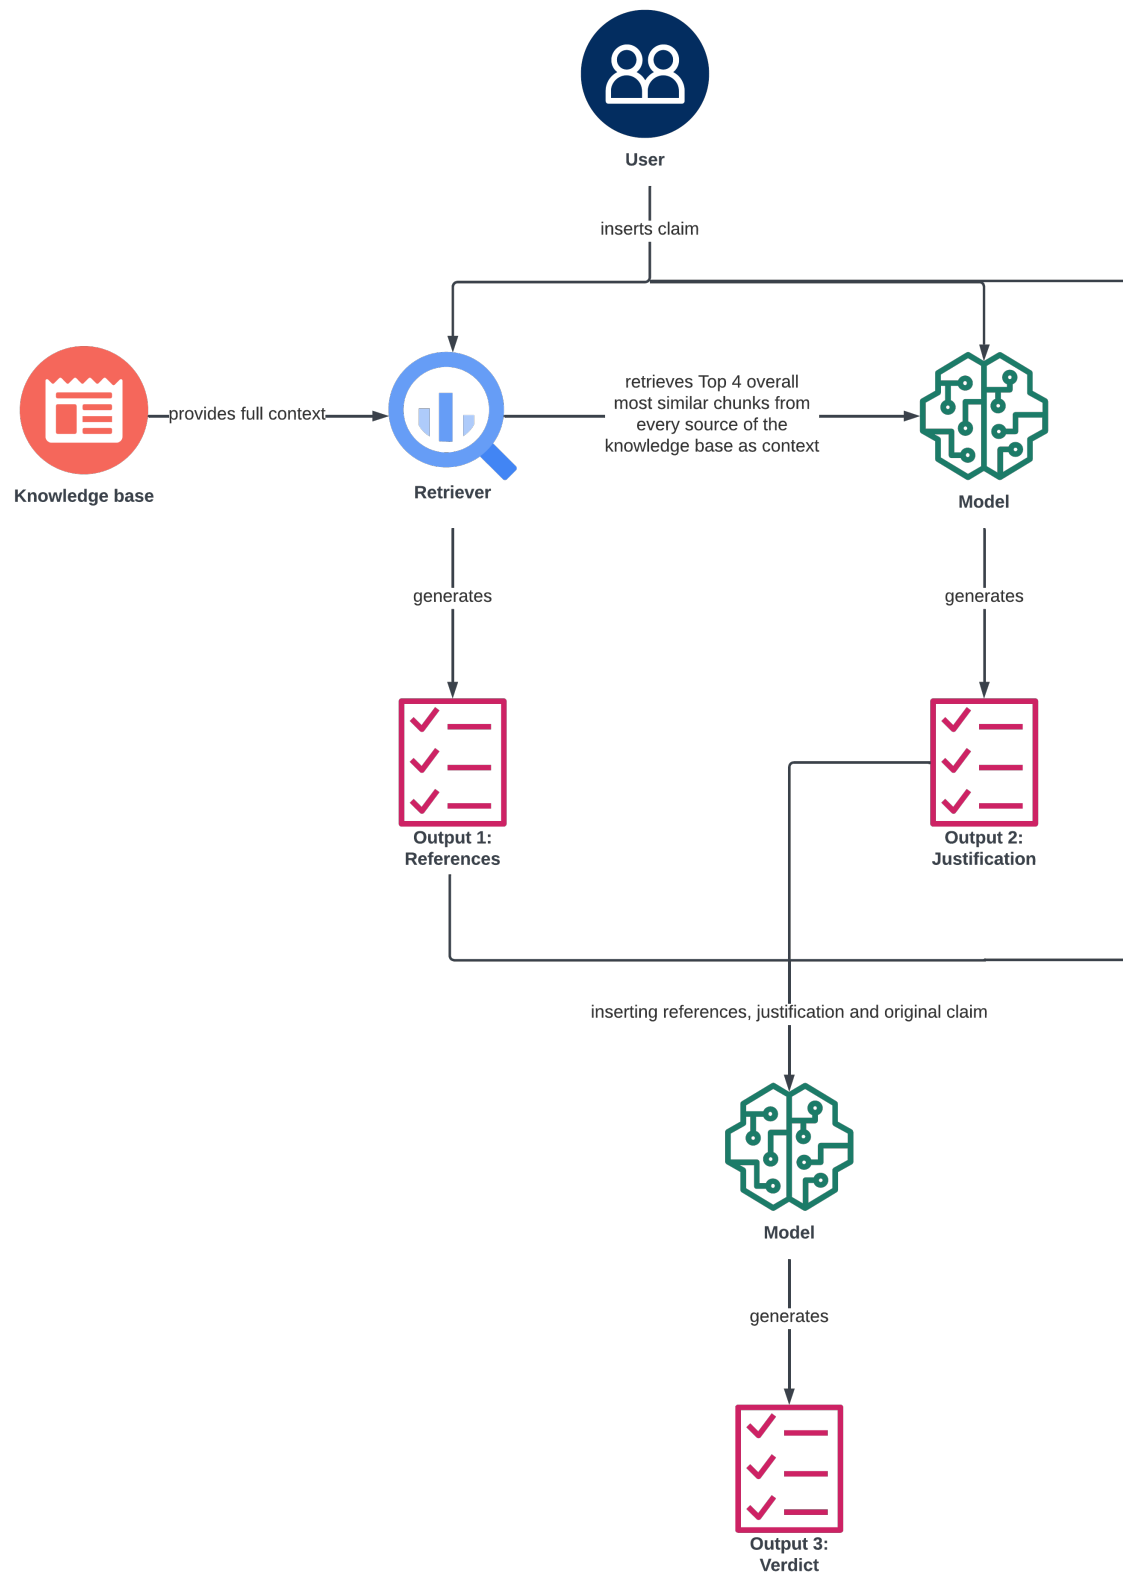 User
inserts claim
provides full context
retrieves Top 4 overall
most similar chunks from
every source of the
knowledge base as context
Knowledge base
Retriever
Model
generates
generates
Output 1:
References
Output 2:
Justification
inserting references, justification and original claim
Model
generates
Output 3:
Verdict